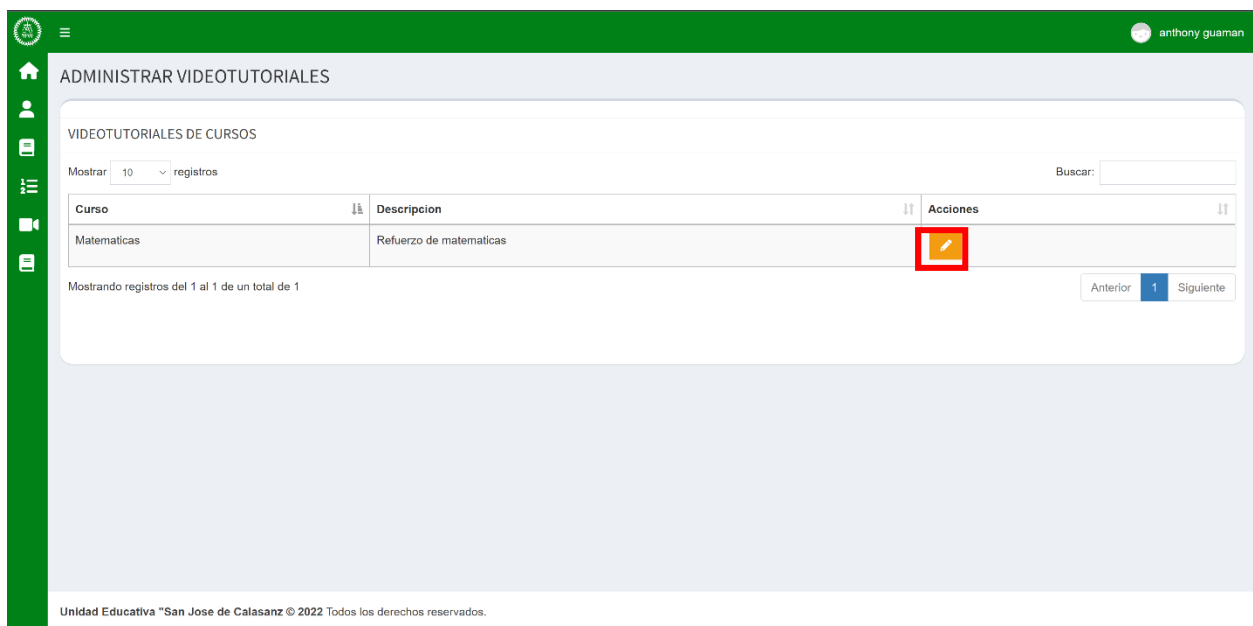 anthony guaman
ADMINISTRAR VIDEOTUTORIALES
VIDEOTUTORIALES DE CURSOS
Mostrar 10 registros
Buscar:
Curso Descripcion Acciones
Matematicas Refuerzo de matematicas
Mostrando registros del 1 al 1 de un total de 1
Anterior 1 Siguiente
Unidad Educativa "San Jose de Calasanz © 2022 Todos los derechos reservados.